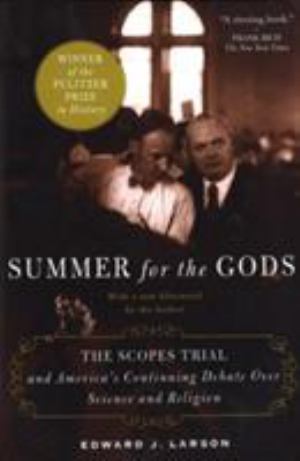 "A riveting book."
FRANK RICH
The New York Times
WINNER
of the
PULITZER
PRIZE
in History
SUMMER for the GODS
With a new Afterword
by the Author
THE SCOPES TRIAL
and America's Continuing Debate Over
Science and Religion
EDWARD J. LARSON